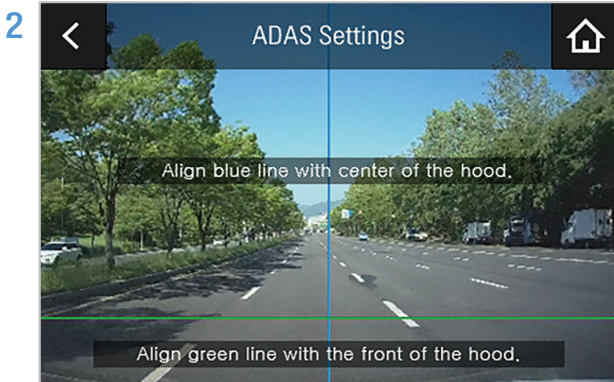 2
ADAS Settings
Align blue line with center of the hood.
Align green line with the front of the hood.